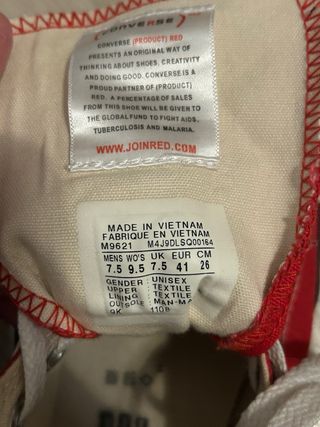 CONVERSE
CONVERSE (PRODUCT) RED
PRESENTS AN ORIGINAL WAY OF
THINKING ABOUT SHOES, CREATIVITY
AND DOING GOOD. CONVERSE IS A
PROUD PARTNER OF (PRODUCT)
RED. A PERCENTAGE OF SALES
FROM THIS SHOE WILL BE GIVEN TO
THE GLOBAL FUND TO FIGHT AIDS,
TUBERCULOSIS AND MALARIA.
WWW.JOINRED.COM
MADE IN VIETNAM
FABRIQUE EN VIETNAM
M9621 M4J9DLSQ00164
MENS WO'S UK EUR CM
7.5 9.5 7.5 41 26
GENDER : UNISEX
UPPER : TEXTILE
LINING : TEXTILE
OUTSOLE : MAN-MA
9K 1108